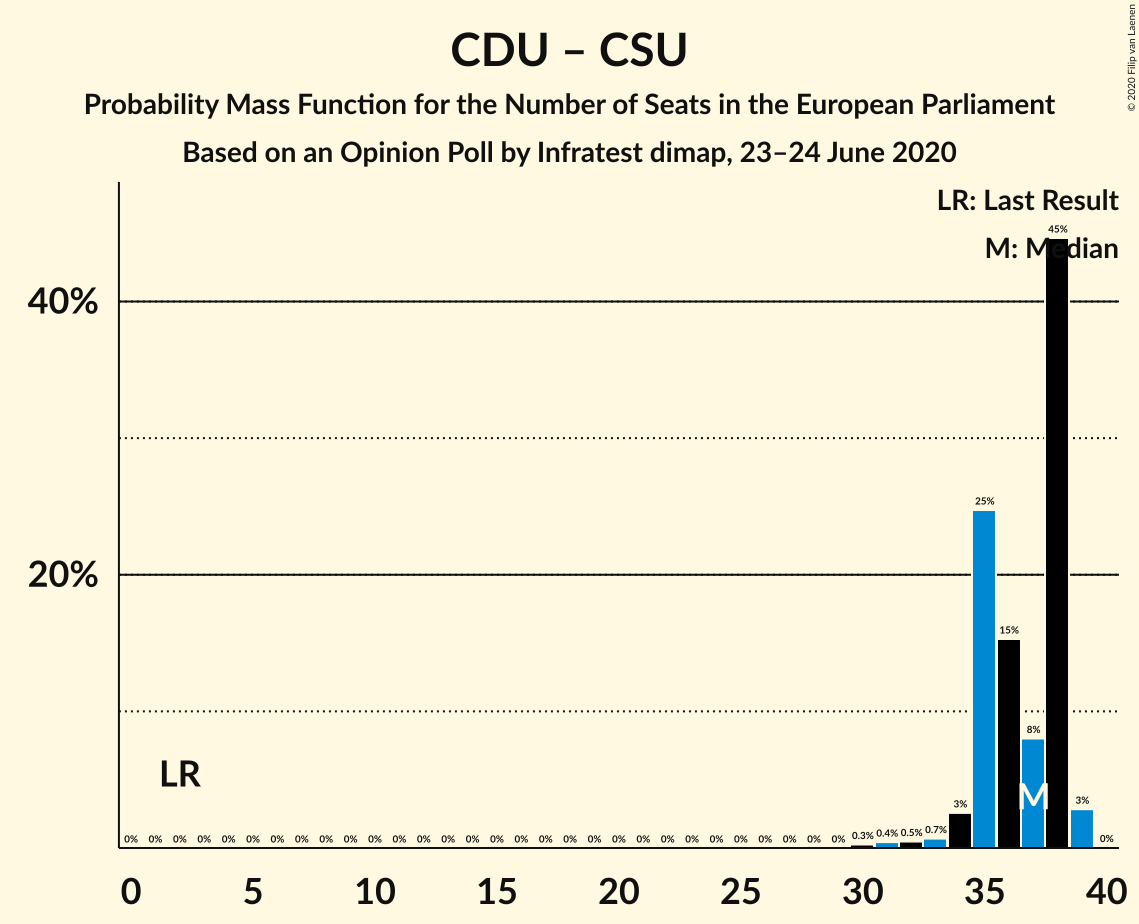 © 2020 Filip van Laenen
CDU – CSU
Probability Mass Function for the Number of Seats in the European Parliament
Based on an Opinion Poll by Infratest dimap, 23–24 June 2020
LR: Last Result
M: Median
45%
40%
25%
20%
15%
8%
LR
M
3%
3%
0% 0% 0% 0% 0% 0% 0% 0% 0% 0% 0% 0% 0% 0% 0% 0% 0% 0% 0% 0% 0% 0% 0% 0% 0% 0% 0% 0% 0% 0% 0.3% 0.4% 0.5% 0.7% 0%
0 5 10 15 20 25 30 35 40